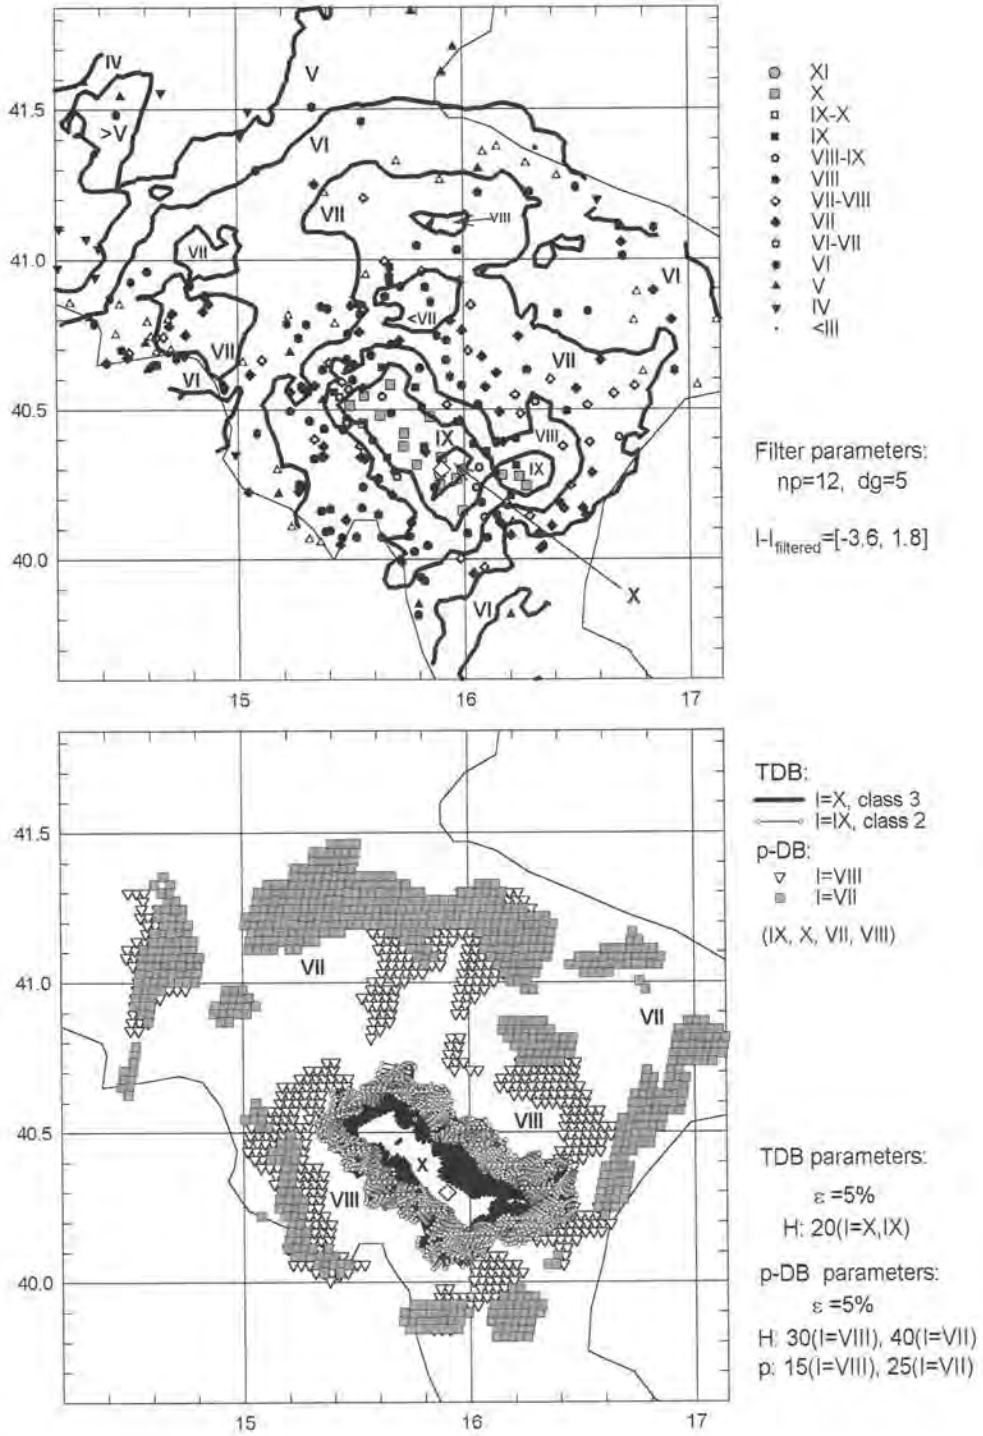 IV
>V
V
VI
VII
VIII
VII
<VII
VII
VI
VI
VII
VIII
IX
IX
X
VI
41.5
41.0
40.5
40.0
15
16
17
XI
X
IX-X
IX
VIII-IX
VIII
VII-VIII
VII
VI-VII
VI
V
IV
<III
Filter parameters:
np=12, dg=5
I-Ifiltered=[-3.6, 1.8]
41.5
41.0
40.5
40.0
VII
VII
VIII
VIII
X
15
16
17
TDB:
I=X, class 3
I=IX, class 2
p-DB:
I=VIII
I=VII
(IX, X, VII, VIII)
TDB parameters:
ε =5%
H: 20(I=X,IX)
p-DB parameters:
ε =5%
H: 30(I=VIII), 40(I=VII)
p: 15(I=VIII), 25(I=VII)